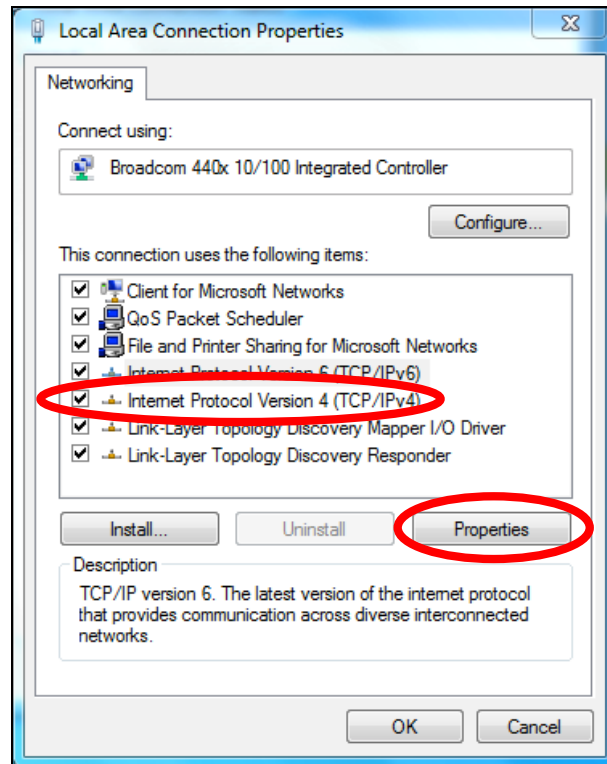 Local Area Connection Properties
Networking
Connect using:
Broadcom 440x 10/100 Integrated Controller
Configure...
This connection uses the following items:
Client for Microsoft Networks
QoS Packet Scheduler
File and Printer Sharing for Microsoft Networks
Internet Protocol Version 6 (TCP/IPv6)
Internet Protocol Version 4 (TCP/IPv4)
Link-Layer Topology Discovery Mapper I/O Driver
Link-Layer Topology Discovery Responder
Install...
Uninstall
Properties
Description
TCP/IP version 6. The latest version of the internet protocol
that provides communication across diverse interconnected
networks.
OK
Cancel